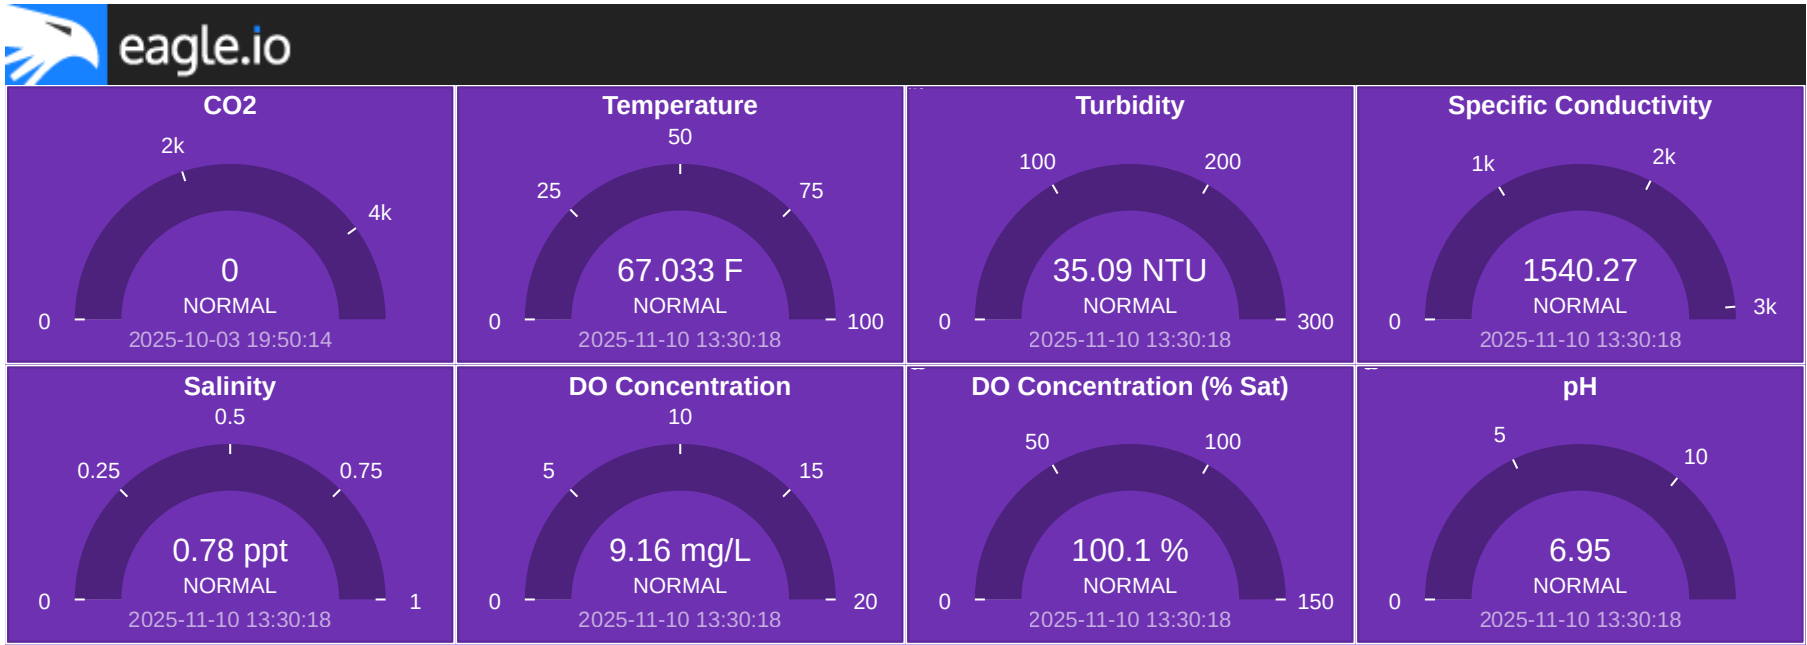 eagle.io
CO2
2k
4k
0
0
NORMAL
2025-10-03 19:50:14
Temperature
50
25
75
67.033 F
NORMAL
0
100
2025-11-10 13:30:18
Turbidity
100
200
35.09 NTU
NORMAL
0
300
2025-11-10 13:30:18
Specific Conductivity
1k
2k
1540.27
NORMAL
0
3k
2025-11-10 13:30:18
Salinity
0.5
0.25
0.75
0.78 ppt
NORMAL
0
1
2025-11-10 13:30:18
DO Concentration
10
5
15
9.16 mg/L
NORMAL
0
20
2025-11-10 13:30:18
DO Concentration (% Sat)
50
100
100.1 %
NORMAL
0
150
2025-11-10 13:30:18
pH
5
10
6.95
NORMAL
0
2025-11-10 13:30:18